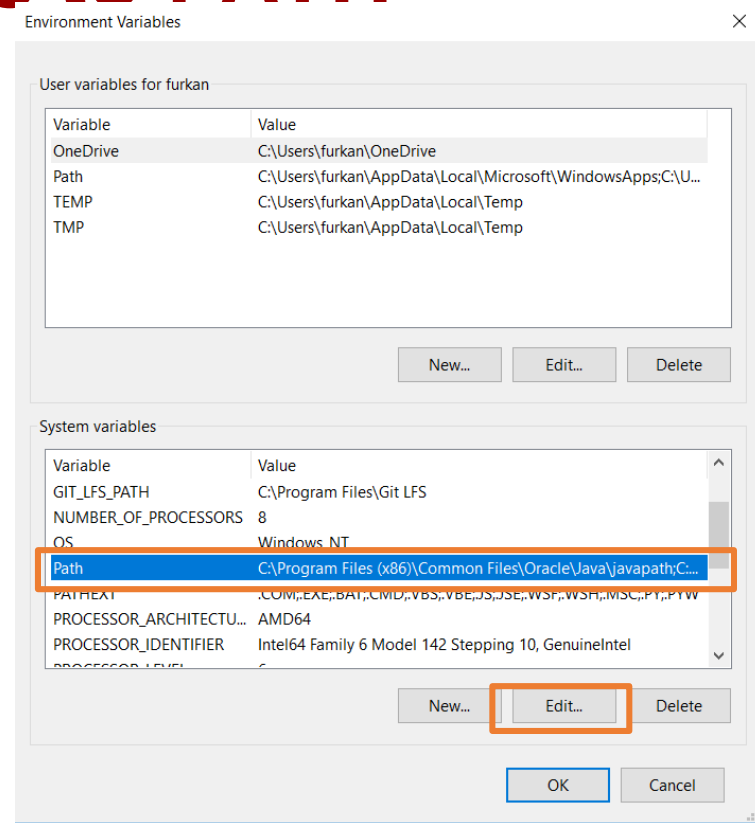 Environment Variables
User variables for furkan
Variable Value
OneDrive C:\Users\furkan\OneDrive
Path C:\Users\furkan\AppData\Local\Microsoft\WindowsApps;C:\U...
TEMP C:\Users\furkan\AppData\Local\Temp
TMP C:\Users\furkan\AppData\Local\Temp
New... Edit... Delete
System variables
Variable Value
GIT_LFS_PATH C:\Program Files\Git LFS
NUMBER_OF_PROCESSORS 8
OS Windows_NT
Path C:\Program Files (x86)\Common Files\Oracle\Java\javapath;C:...
PATHEXT .COM;.EXE;.BAT;.CMD;.VBS;.VBE;.JS;.JSE;.WSF;.WSH;.MSC;.PY;.PYW
PROCESSOR_ARCHITECTU... AMD64
PROCESSOR_IDENTIFIER Intel64 Family 6 Model 142 Stepping 10, GenuineIntel
New... Edit... Delete
OK Cancel